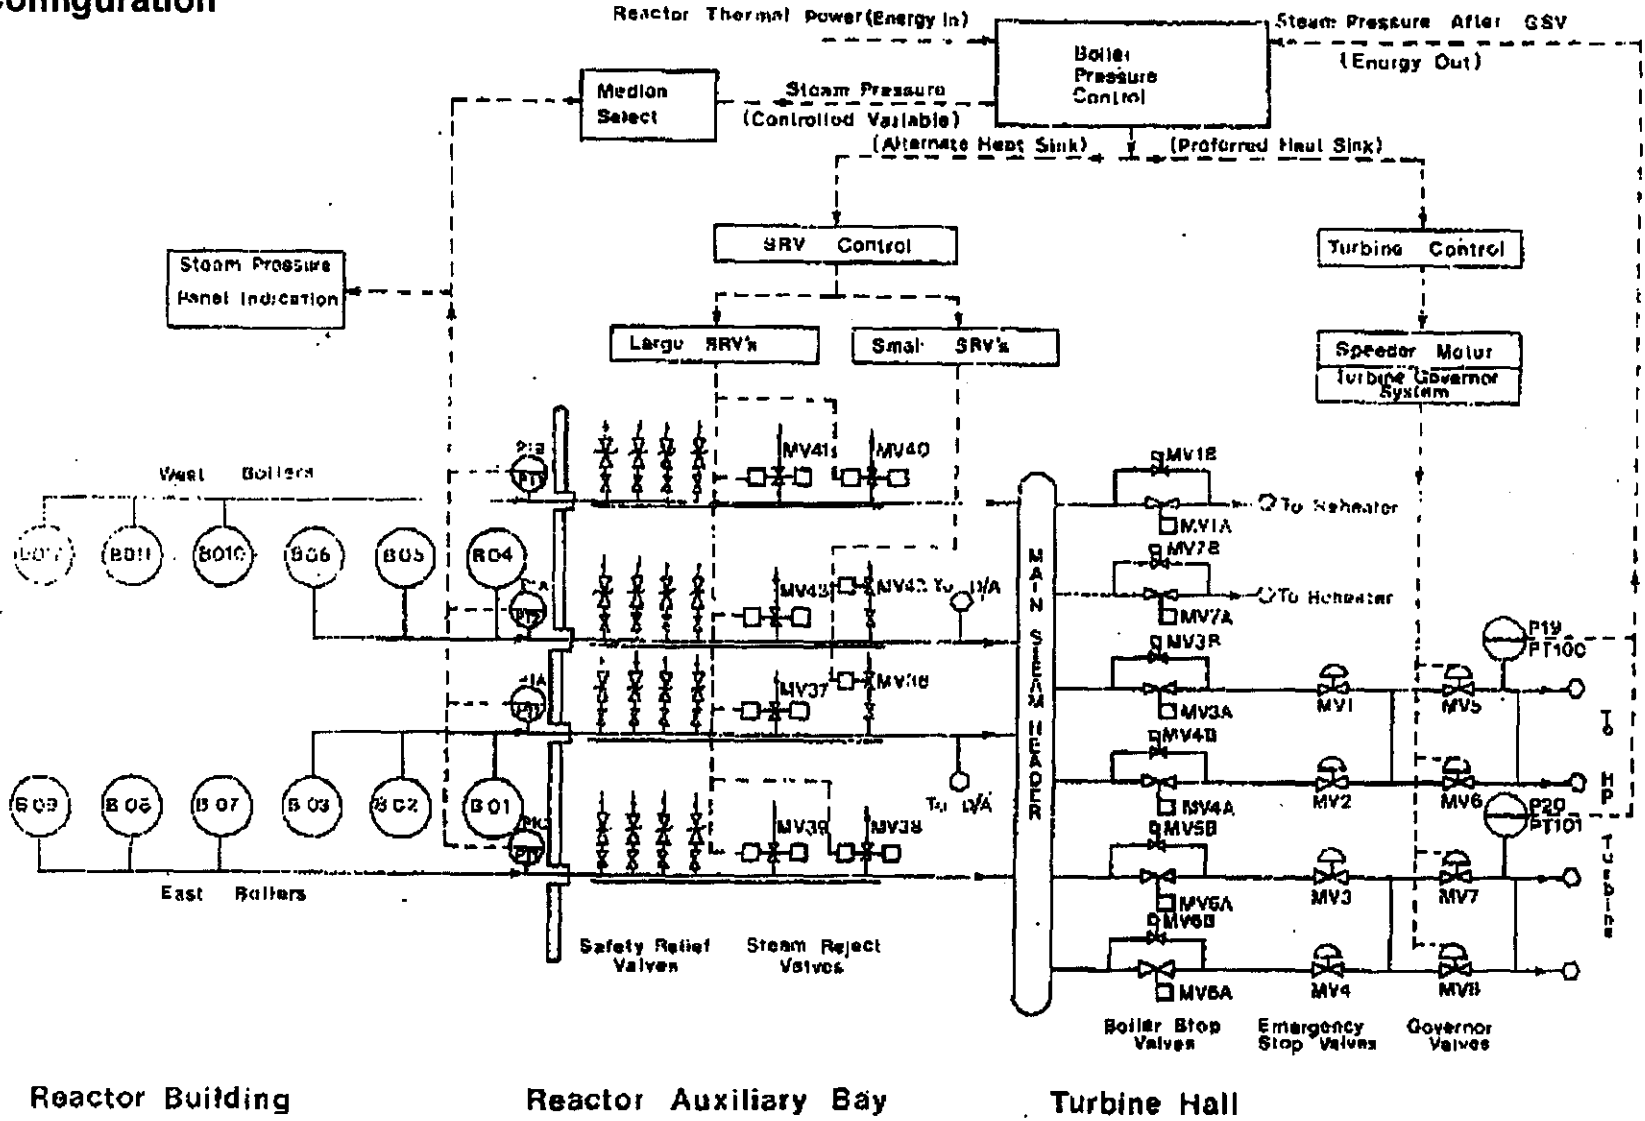 Configuration
Reactor Thermal Power(Energy In)
Steam Pressure After GSV
(Energy Out)
Boiler
Pressure
Control
Median
Select
Steam Pressure
(Controlled Variable)
(Alternate Heat Sink)
(Preferred Heat Sink)
SRV Control
Turbine Control
Steam Pressure
Panel Indication
Large SRV's
Small SRV's
Speeder Motor
Turbine Governor
System
West Boilers
MV41
MV40
MV1B
MV1A
To Reheater
B011
B010
B06
B05
B04
MV43
MV42
To D/A
MV7B
MV7A
To Reheater
MAIN STEAM HEADER
PT2
MV37
MV36
MV3B
MV3A
MV1
MV5
P19
PT100
To D/A
MV4B
MV4A
MV2
MV6
P20
PT101
To HP Turbine
B09
B08
B07
B03
B02
B01
MV39
MV38
MV5B
MV5A
MV3
MV7
East Boilers
MV6B
MV6A
MV4
MV8
Safety Relief
Valves
Steam Reject
Valves
Boiler Stop
Valves
Emergency
Stop Valves
Governor
Valves
Reactor Building
Reactor Auxiliary Bay
Turbine Hall